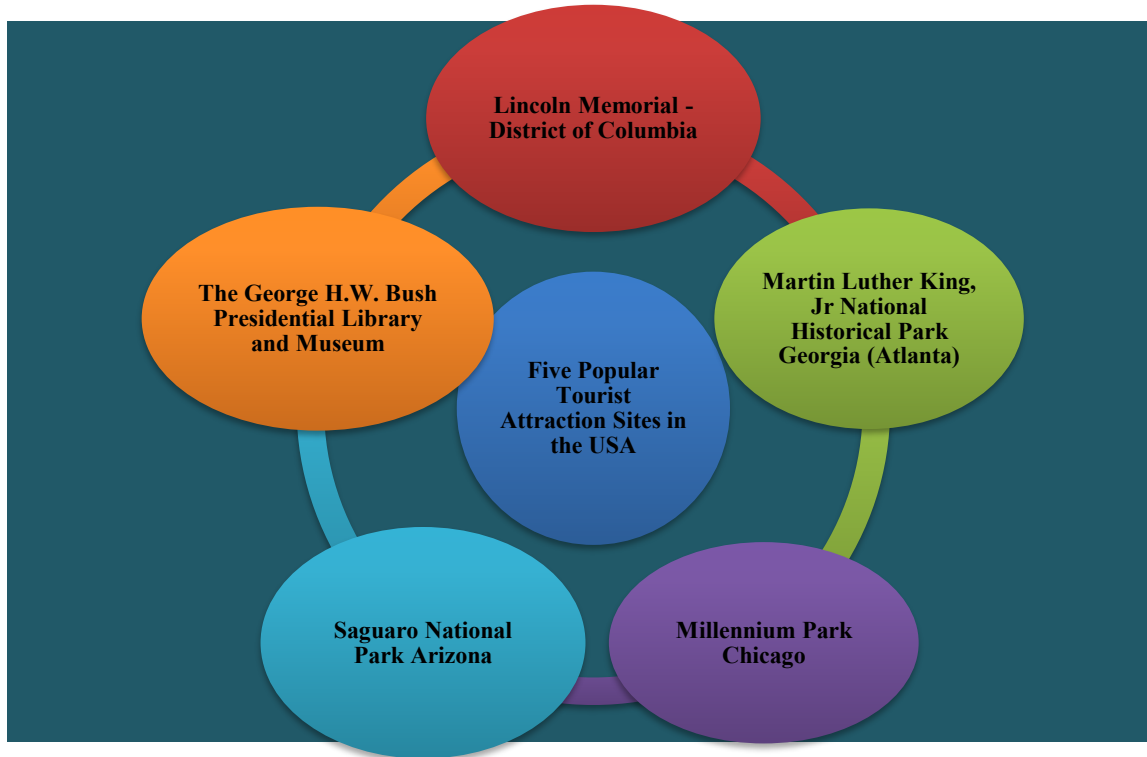 Lincoln Memorial -
District of Columbia
The George H.W. Bush
Presidential Library
and Museum
Martin Luther King,
Jr National
Historical Park
Georgia (Atlanta)
Five Popular
Tourist
Attraction Sites in
the USA
Saguaro National
Park Arizona
Millennium Park
Chicago